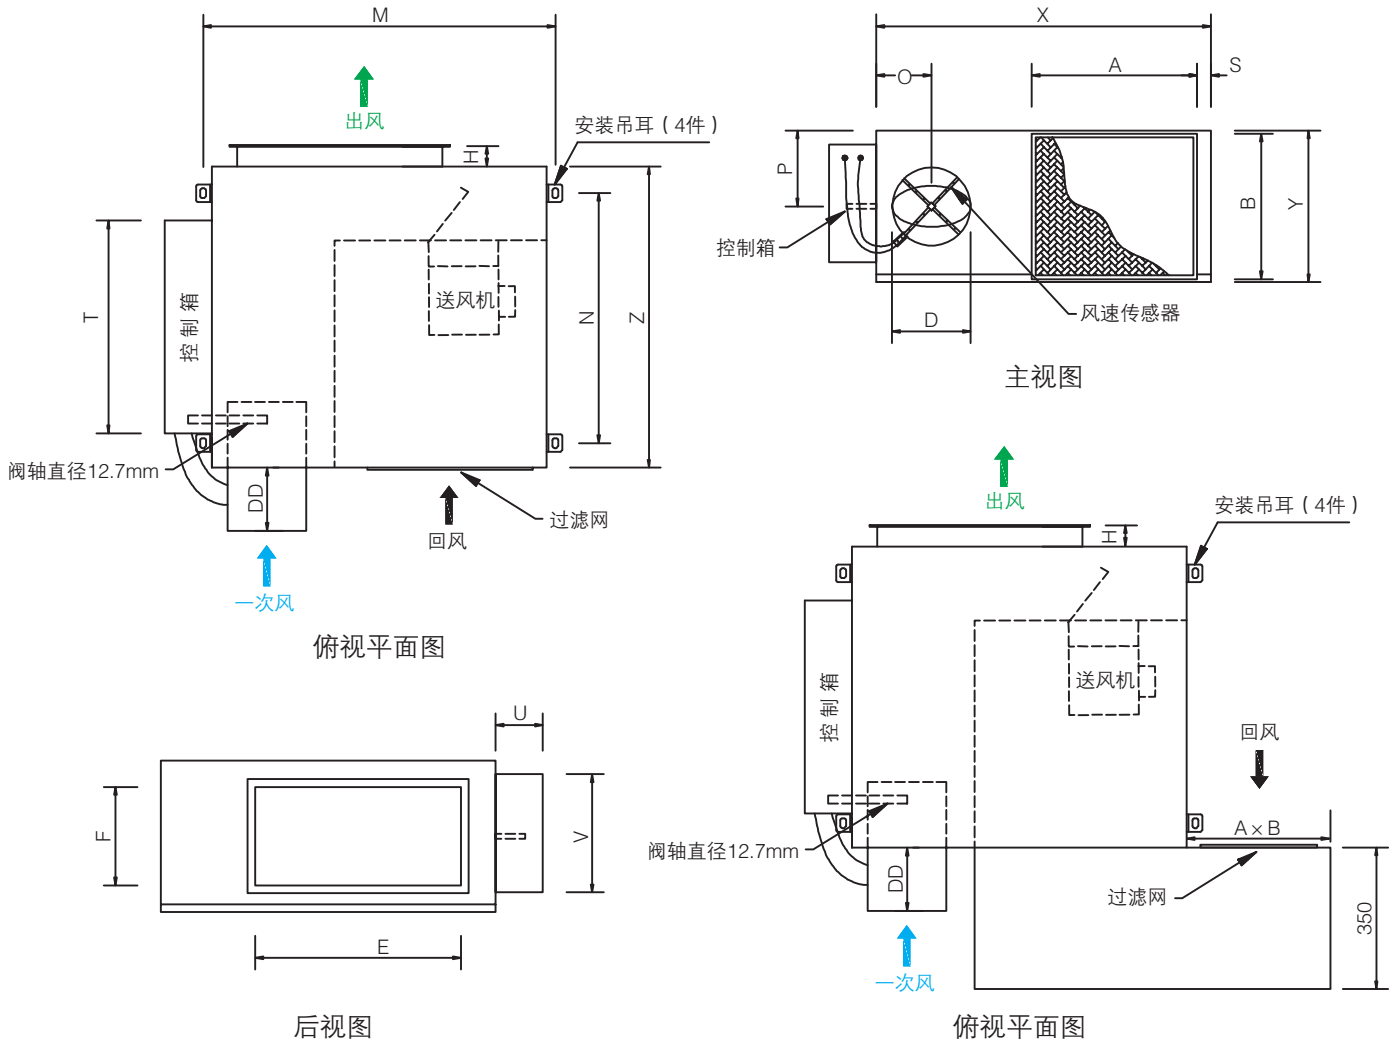 M
出风
安装吊耳（4件）
H
T
控制箱
送风机
N
Z
阀轴直径12.7mm
DD
过滤网
回风
一次风
俯视平面图
X
O
A
S
P
B
Y
控制箱
D
风速传感器
主视图
U
F
V
E
后视图
出风
安装吊耳（4件）
H
控制箱
送风机
回风
A×B
阀轴直径12.7mm
DD
过滤网
350
一次风
俯视平面图